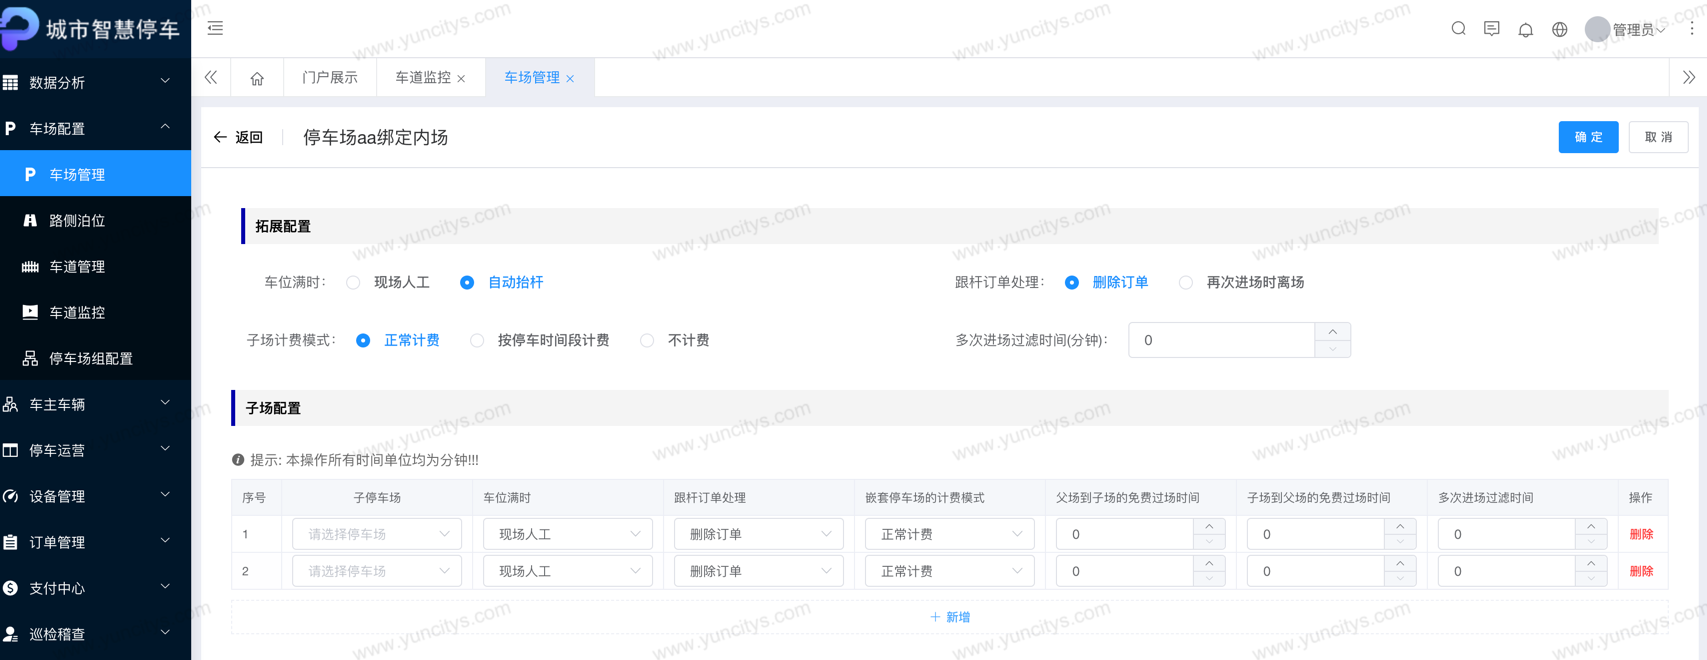 城市智慧停车
管理员
数据分析
车场配置
车场管理
路侧泊位
车道管理
车道监控
停车场组配置
车主车辆
停车运营
设备管理
订单管理
支付中心
巡检稽查
门户展示 车道监控 × 车场管理 ×
← 返回 停车场aa绑定内场 确 定 取 消
拓展配置
车位满时: 现场人工 自动抬杆 跟杆订单处理: 删除订单 再次进场时离场
子场计费模式: 正常计费 按停车时间段计费 不计费 多次进场过滤时间(分钟): 0
子场配置
提示: 本操作所有时间单位均为分钟!!!
序号 子停车场 车位满时 跟杆订单处理 嵌套停车场的计费模式 父场到子场的免费过场时间 子场到父场的免费过场时间 多次进场过滤时间 操作
1 请选择停车场 现场人工 删除订单 正常计费 0 0 0 删除
2 请选择停车场 现场人工 删除订单 正常计费 0 0 0 删除
+ 新增
www.yuncitys.com